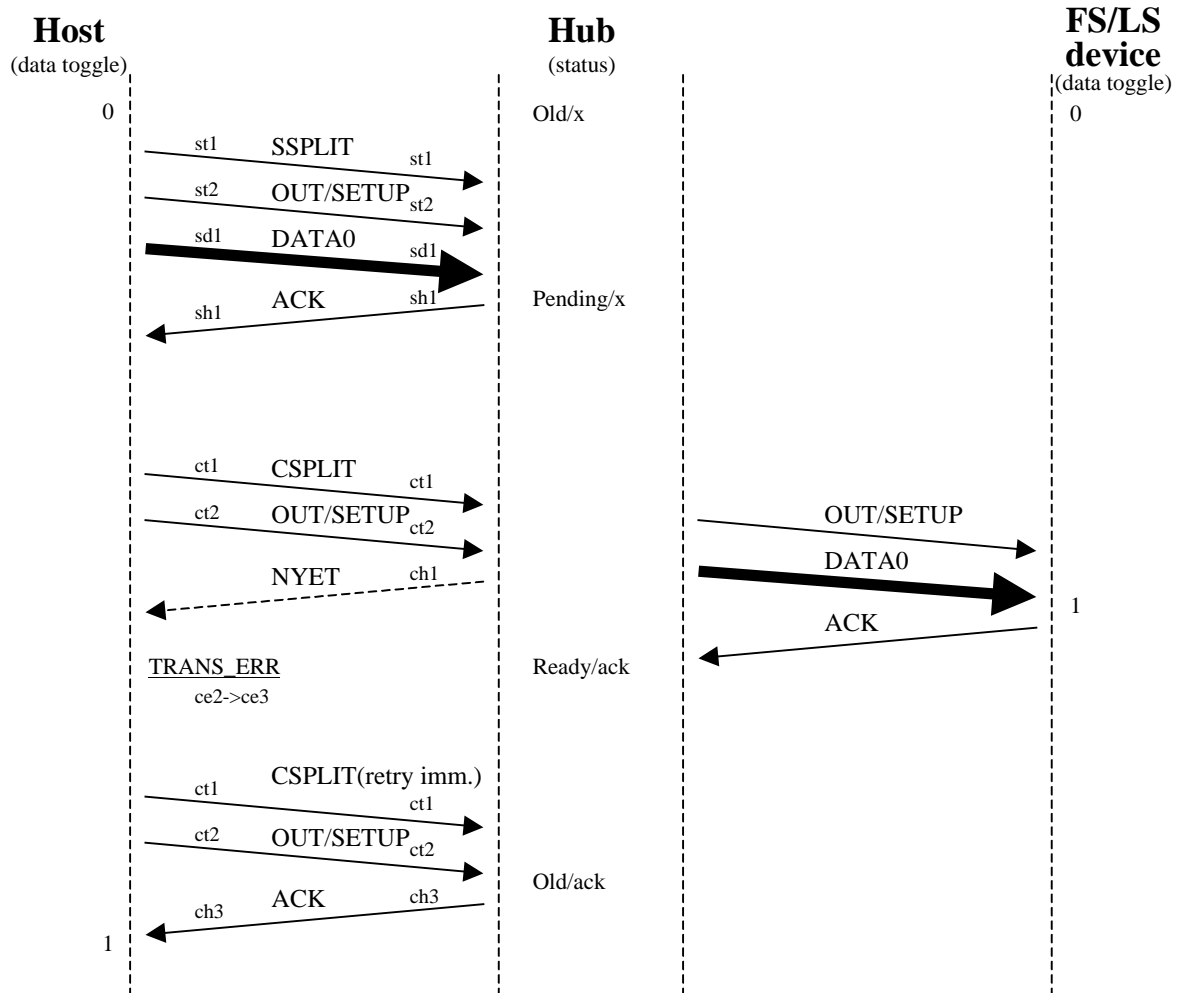 Host
(data toggle)
Hub
(status)
FS/LS
device
(data toggle)
0
Old/x
0
st1
SSPLIT
st1
st2
OUT/SETUP
st2
sd1
DATA0
sd1
ACK
sh1
sh1
Pending/x
ct1
CSPLIT
ct1
ct2
OUT/SETUP
ct2
OUT/SETUP
NYET
ch1
DATA0
1
ACK
TRANS_ERR
ce2->ce3
Ready/ack
CSPLIT(retry imm.)
ct1
ct1
ct2
OUT/SETUP
ct2
Old/ack
ACK
ch3
ch3
1